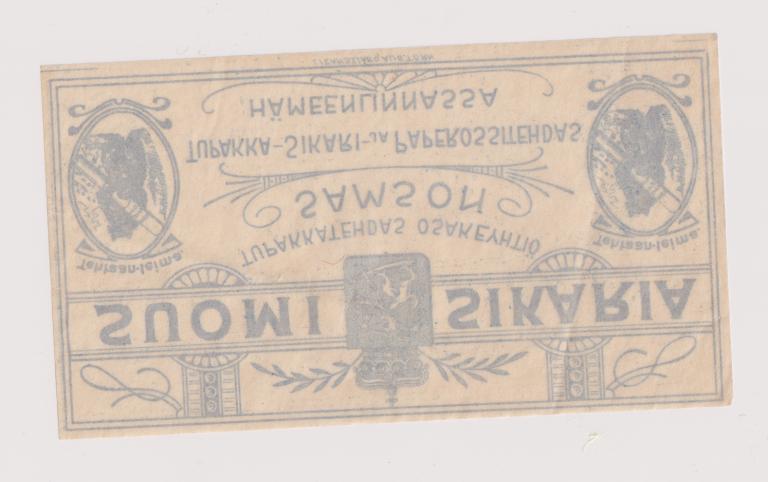 SUOMI SIKARIA
Tehtaan-leima.
TUPAKKATEHDAS OSAKEYHTIÖ
Tehtaan-leima.
SAMSON
TUPAKKA-SIKARI-JA PAPEROSSITEHDAS
HÄMEENLINNASSA.